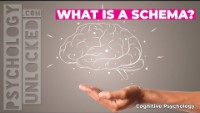 WHAT IS A SCHEMA?
PSYCHOLOGY
UNLOCKED
.COM
Cognitive Psychology